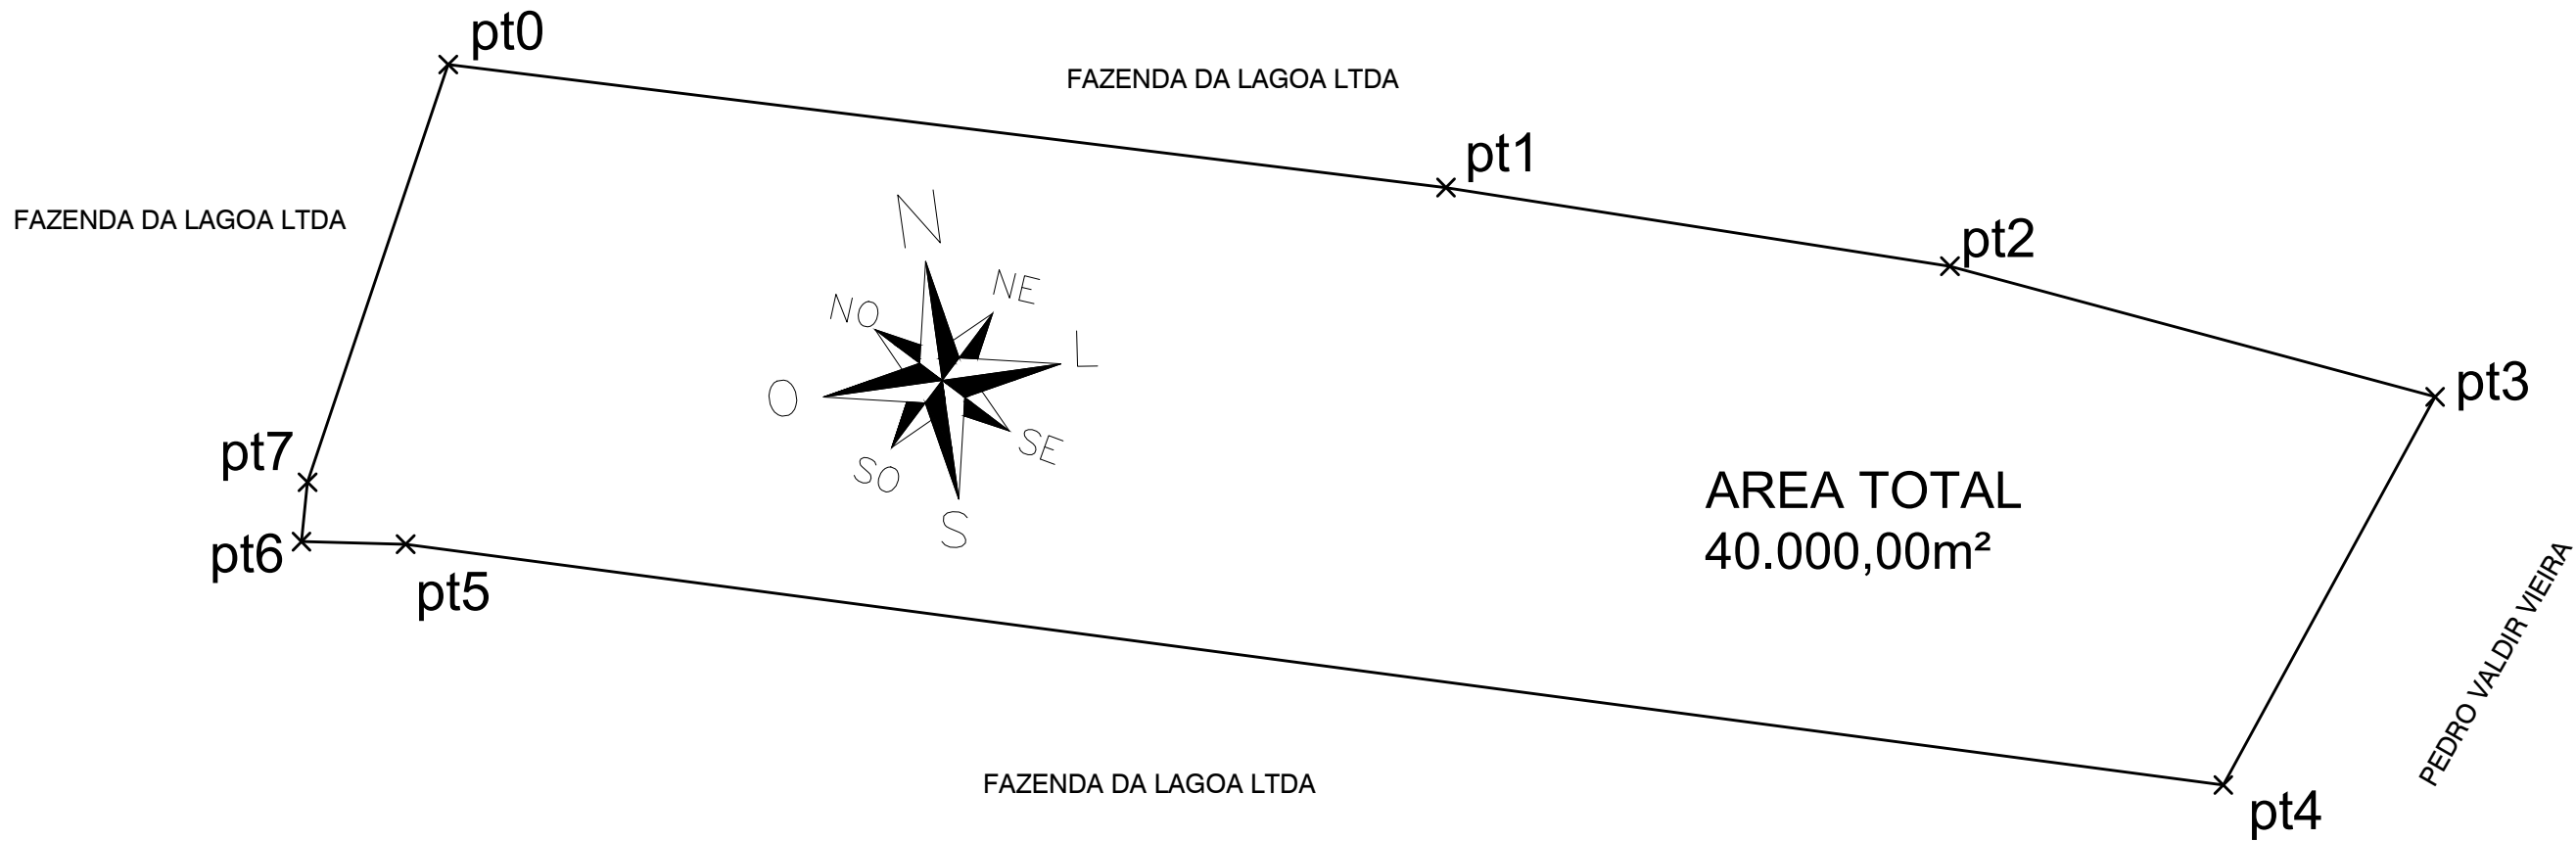 pt0
FAZENDA DA LAGOA LTDA
pt1
FAZENDA DA LAGOA LTDA
N
pt2
NE
NO
L
pt3
O
pt7
SE
SO
AREA TOTAL
40.000,00m²
S
pt6
pt5
PEDRO VALDIR VIEIRA
FAZENDA DA LAGOA LTDA
pt4